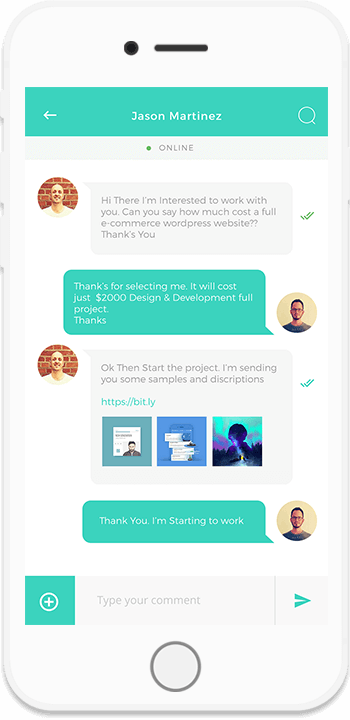 Jason Martinez
ONLINE
Hi There I'm Interested to work with
you. Can you say how much cost a full
e-commerce wordpress website??
Thank's You
Thank's for selecting me. It will cost
just $2000 Design & Development full
project.
Thanks
Ok Then Start the project. I'm sending
you some samples and discriptions
https://bit.ly
Thank You. I'm Starting to work
Type your comment